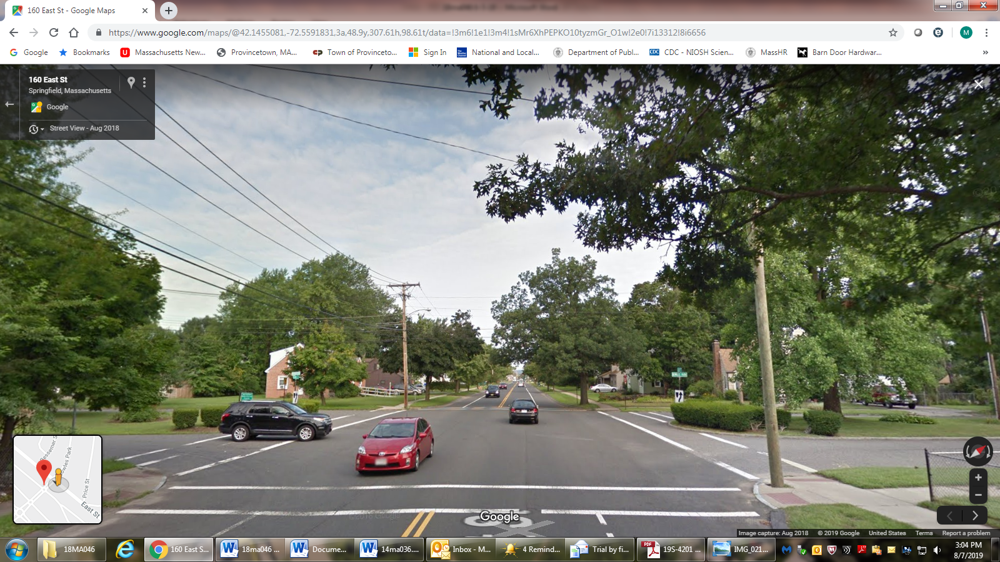 160 East St - Google Maps
https://www.google.com/maps/@42.1455081,-72.5591831,3a,48.9y,307.61h,98.61t/data=!3m6!1e1!3m4!1sMr6XhPEPKO10tyzmGr_O1w!2e0!7i13312!8i6656
M
Google Bookmarks Massachusetts New... Provincetown, MA... Town of Provinceto... Sign In National and Local... Department of Publ... CDC CDC - NIOSH Scien... MassHR Barn Door Hardwar... »
160 East St
Springfield, Massachusetts
Google
Street View - Aug 2018
Bessemer S
owles Park
Price St
East St
Google
Image capture: Aug 2018 © 2019 Google United States Terms Report a problem
18MA046 160 East S... 18ma046 ... Docume... 14ma036.... Inbox - M... 4 Remind... Trial by fi... PDF 19S-4201 ... IMG_021...
3:04 PM
8/7/2019